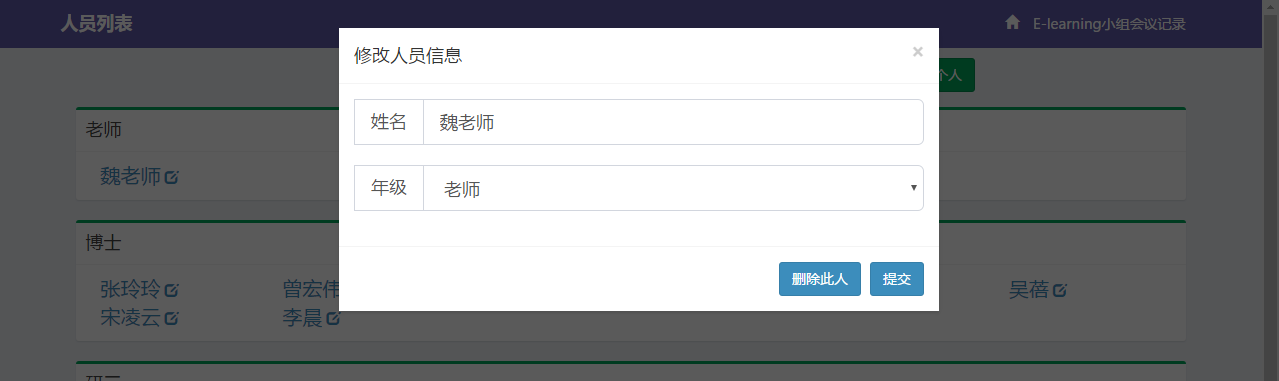 人员列表
E-learning小组会议记录
修改人员信息
×
个人
姓名
魏老师
年级
老师
删除此人
提交
老师
魏老师
博士
张玲玲
曾宏伟
吴蓓
宋凌云
李晨